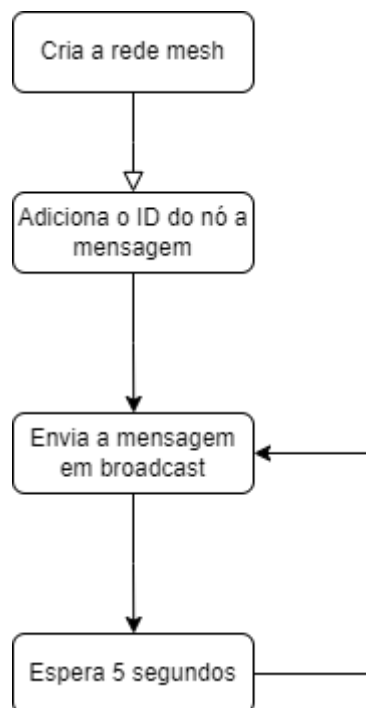 Cria a rede mesh
Adiciona o ID do nó a
mensagem
Envia a mensagem
em broadcast
Espera 5 segundos